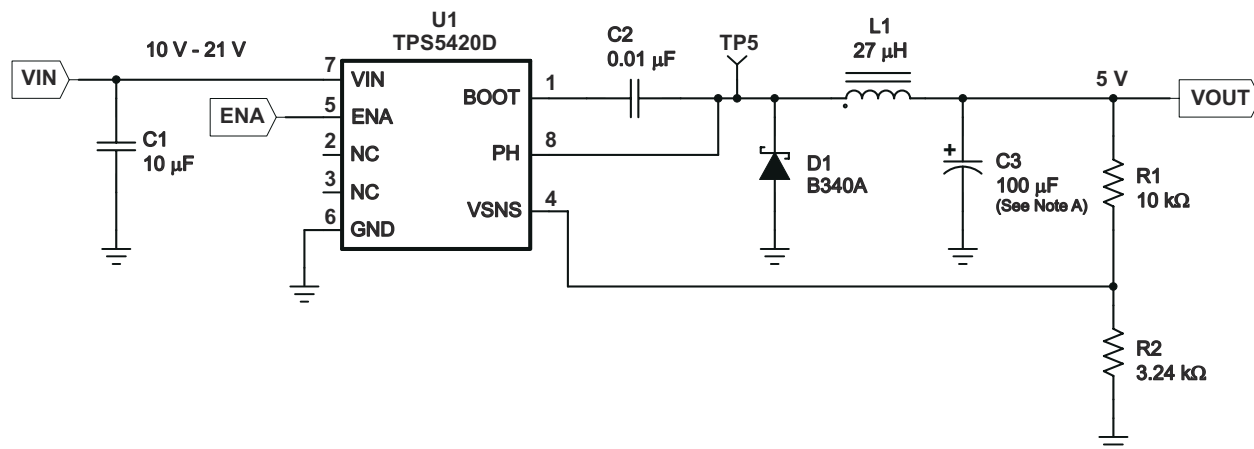 U1
TPS5420D
10 V - 21 V
VIN
C1
10 μF
ENA
7
5
2
3
6
VIN
ENA
NC
NC
GND
BOOT
PH
VSNS
1
8
4
C2
0.01 μF
TP5
D1
B340A
L1
27 μH
C3
100 μF
(See Note A)
+
5 V
VOUT
R1
10 kΩ
R2
3.24 kΩ